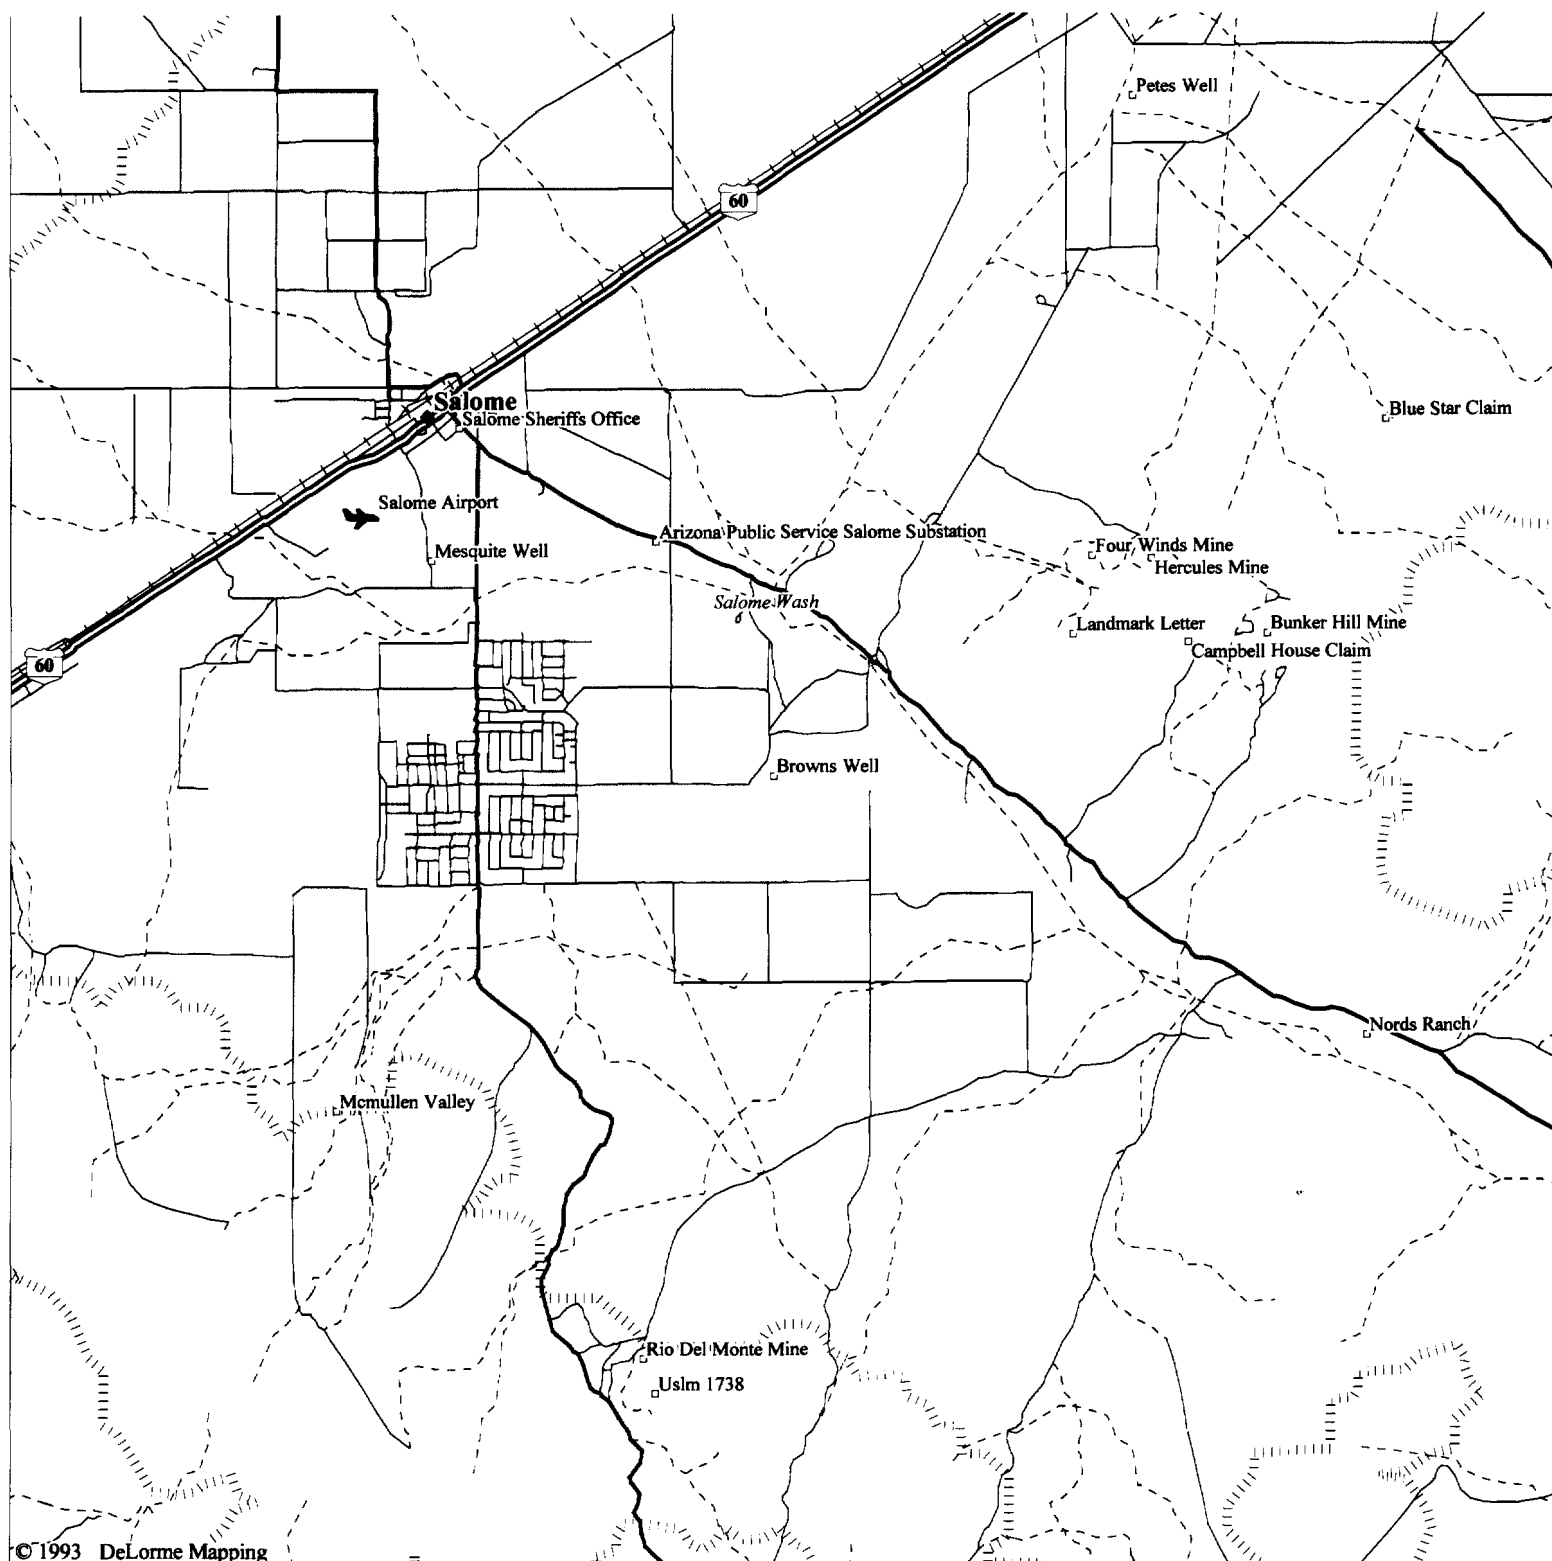 Petes Well
60
Salome
Salome Sheriffs Office
Blue Star Claim
Salome Airport
Arizona Public Service Salome Substation
Mesquite Well
Four Winds Mine
Hercules Mine
Salome Wash
Landmark Letter
Bunker Hill Mine
Campbell House Claim
60
Browns Well
Nords Ranch
Mcmullen Valley
Rio Del Monte Mine
Uslm 1738
© 1993 DeLorme Mapping